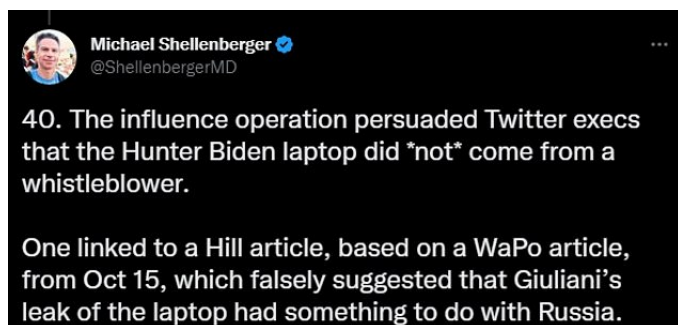 Michael Shellenberger
@ShellenbergerMD
40. The influence operation persuaded Twitter execs
that the Hunter Biden laptop did *not* come from a
whistleblower.
One linked to a Hill article, based on a WaPo article,
from Oct 15, which falsely suggested that Giuliani’s
leak of the laptop had something to do with Russia.